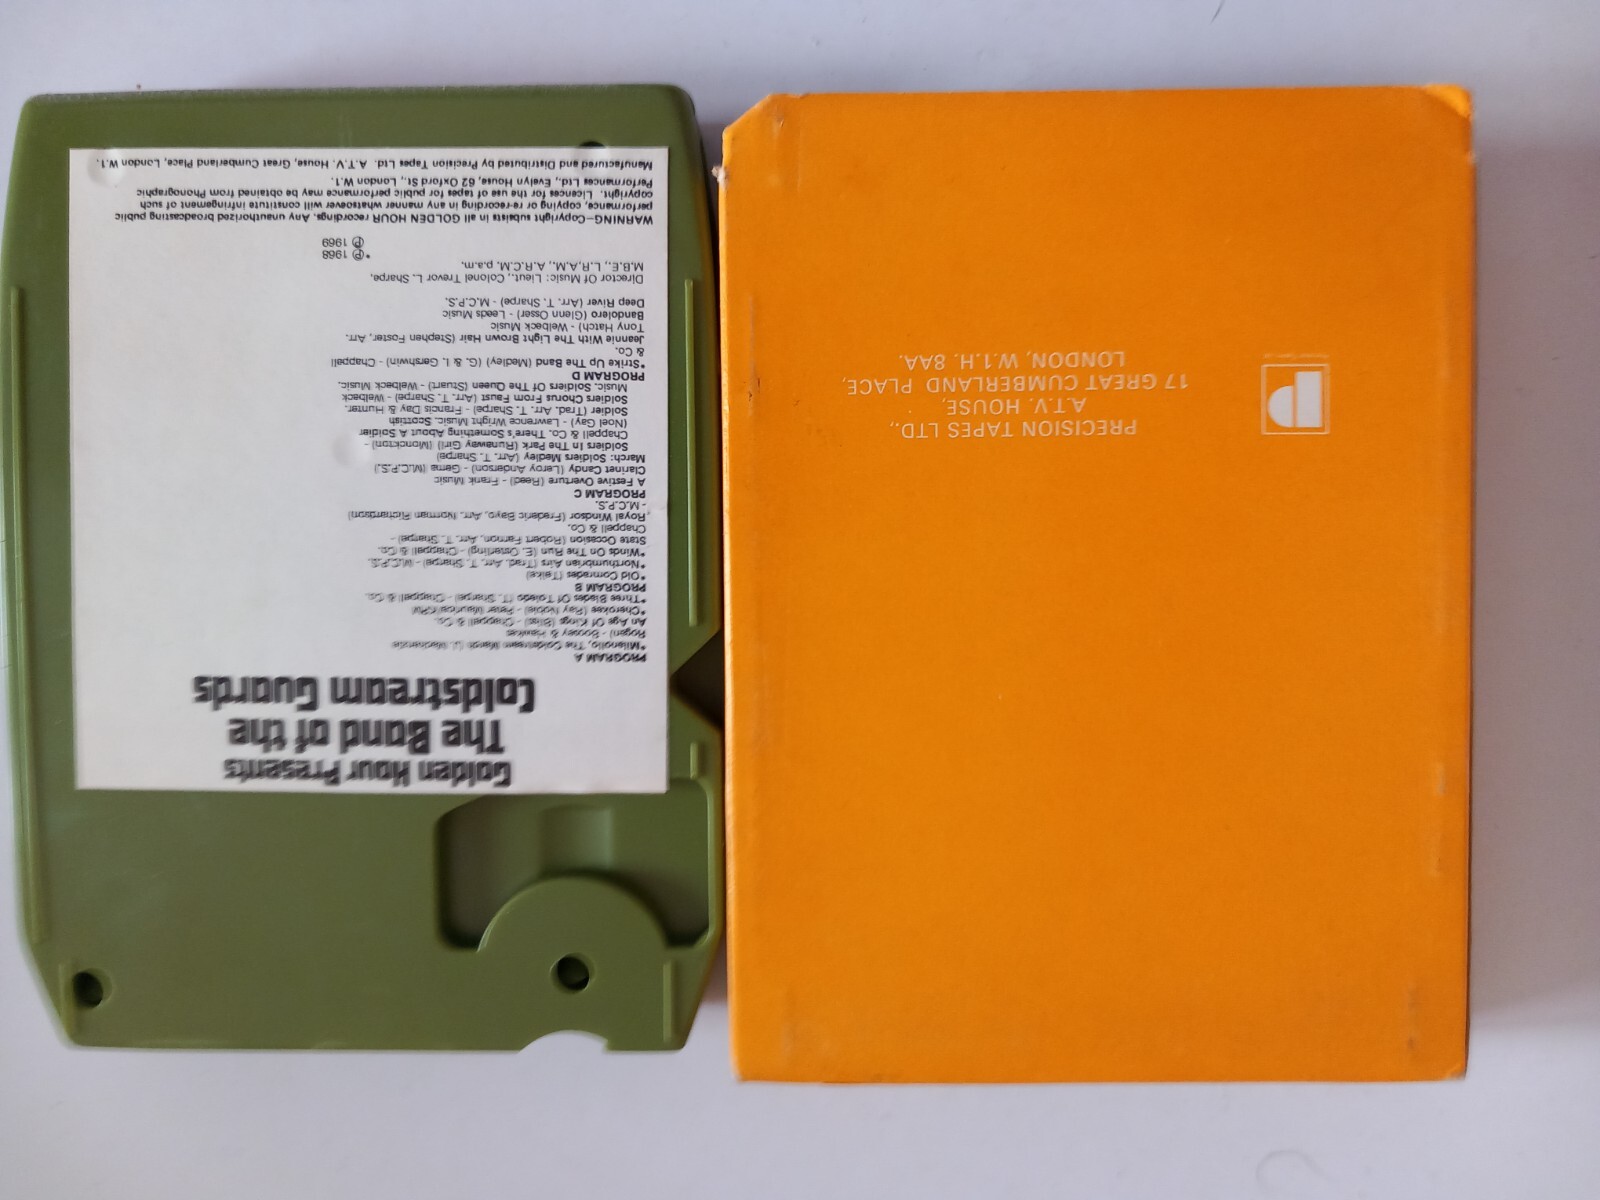 Golden Hour Presents
The Band of the
Coldstream Guards
PROGRAM A
*Milanollo, The Coldstream March (J. Mackenzie
Rogan) - Boosey & Hawkes
An Age Of Kings (Bliss) - Chappell & Co.
*Cherokee (Ray Noble) - Peter Maurice/CPhl
*Three Blades Of Toledo (T. Sharpe) - Chappell & Co.
PROGRAM B
*Old Comrades (Teike)
*Northumbrian Airs (Trad. Arr. T. Sharpe) - M.C.P.S.
*Winds On The Run (E. Osterling) - Chappell & Co.
State Occasion (Robert Farnon, Arr. T. Sharpe) -
Chappell & Co.
Royal Windsor (Frederic Bayo, Arr. Norman Richardson)
- M.C.P.S.
PROGRAM C
A Festive Overture (Reed) - Frank Music
Clarinet Candy (Leroy Anderson) - Gema (M.C.P.S.)
March: Soldiers Medley (Arr. T. Sharpe)
Soldiers In The Park (Runaway Girl) (Monckton) -
Chappell & Co. There's Something About A Soldier
(Noel Gay) - Lawrence Wright Music. Scottish
Soldier (Trad. Arr. T. Sharpe) - Francis Day & Hunter.
Soldiers Chorus From Faust (Arr. T. Sharpe) - Welbeck
Music. Soldiers Of The Queen (Stuart) - Welbeck Music.
PROGRAM D
*Strike Up The Band (Medley) (G. & I. Gershwin) - Chappell
& Co.
Jeannie With The Light Brown Hair (Stephen Foster, Arr.
Tony Hatch) - Welbeck Music
Bandolero (Glenn Osser) - Leeds Music
Deep River (Arr. T. Sharpe) - M.C.P.S.
Director Of Music: Lieut., Colonel Trevor L. Sharpe,
M.B.E., L.R.A.M., A.R.C.M, p.s.m.
*℗ 1968
℗ 1969
WARNING—Copyright subsists in all GOLDEN HOUR recordings. Any unauthorized broadcasting public
performance, copying or re-recording in any manner whatsoever will constitute infringement of such
copyright. Licences for the use of tapes for public performance may be obtained from Phonographic
Performances Ltd., Evelyn House, 62 Oxford St., London W.1.
Manufactured and Distributed by Precision Tapes Ltd. A.T.V. House, Great Cumberland Place, London W.1.
PRECISION TAPES LTD.,
A.T.V. HOUSE,
17 GREAT CUMBERLAND PLACE,
LONDON, W.1.H. 8AA.